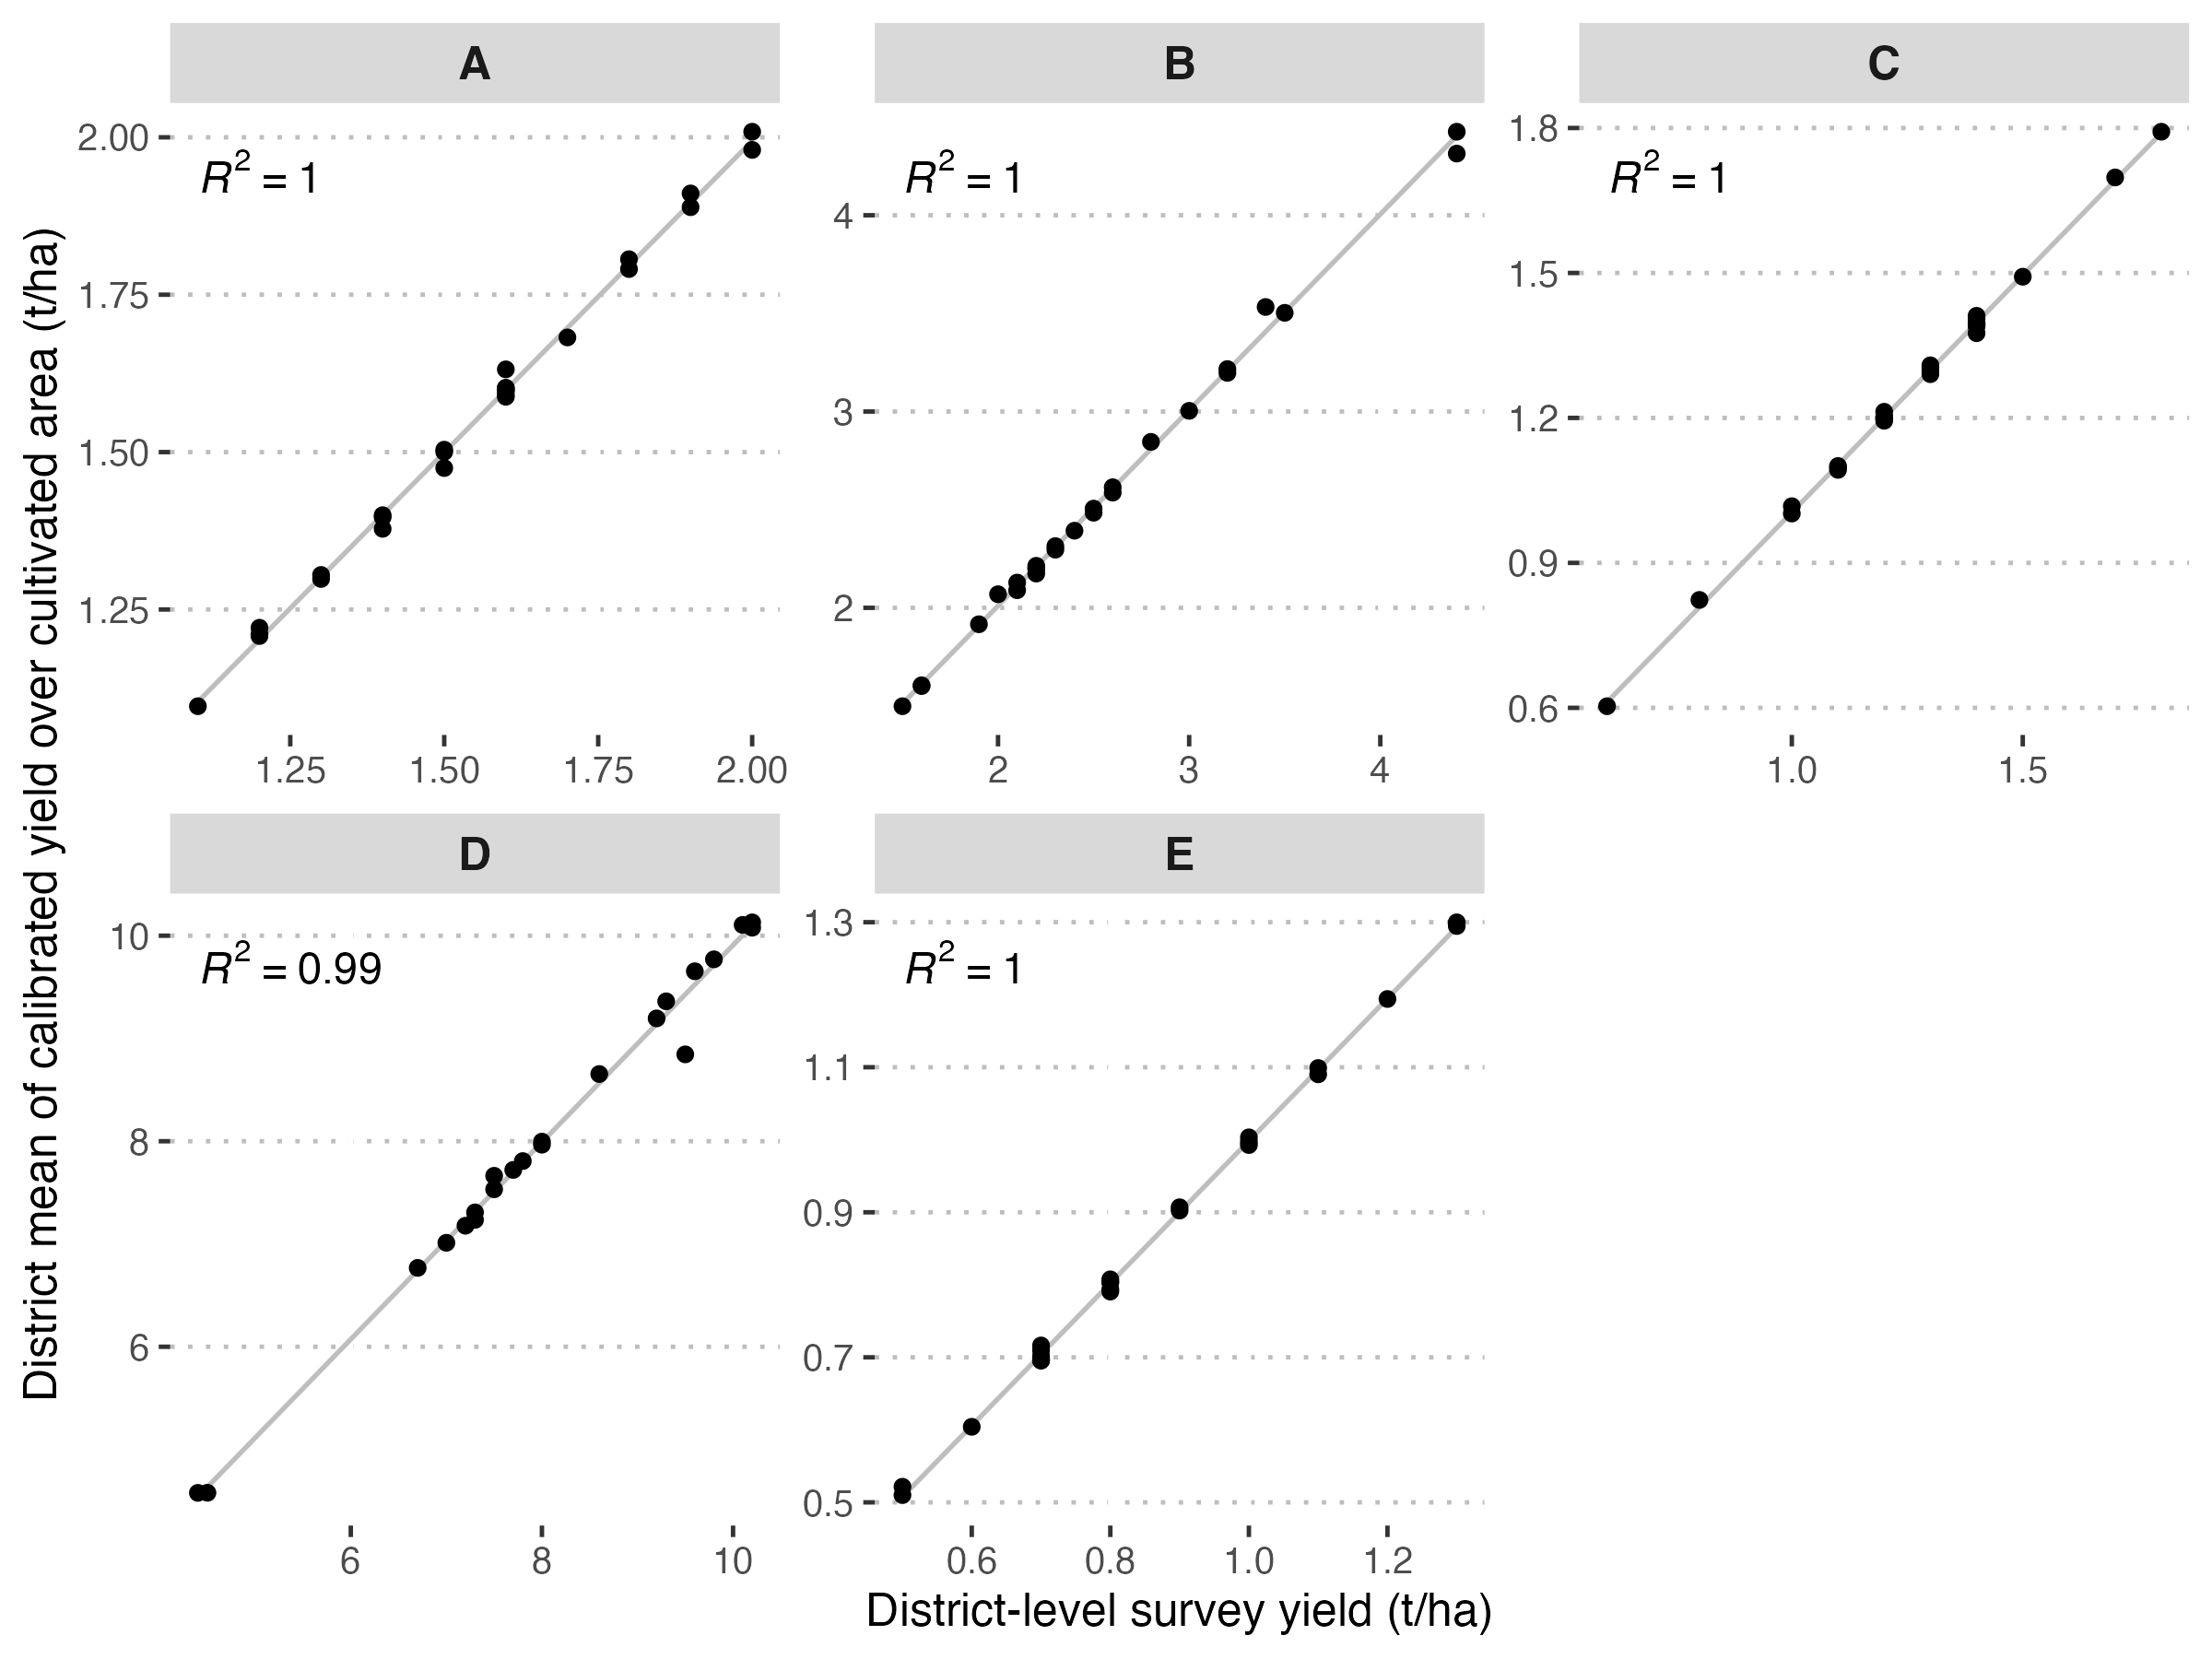 A
B
C
District mean of calibrated yield over cultivated area (t/ha)
2.00
1.75
1.50
1.25
R² = 1
1.25 1.50 1.75 2.00
4
3
2
R² = 1
2 3 4
1.8
1.5
1.2
0.9
0.6
R² = 1
1.0 1.5
D
E
10
8
6
R² = 0.99
6 8 10
1.3
1.1
0.9
0.7
0.5
R² = 1
0.6 0.8 1.0 1.2
District-level survey yield (t/ha)